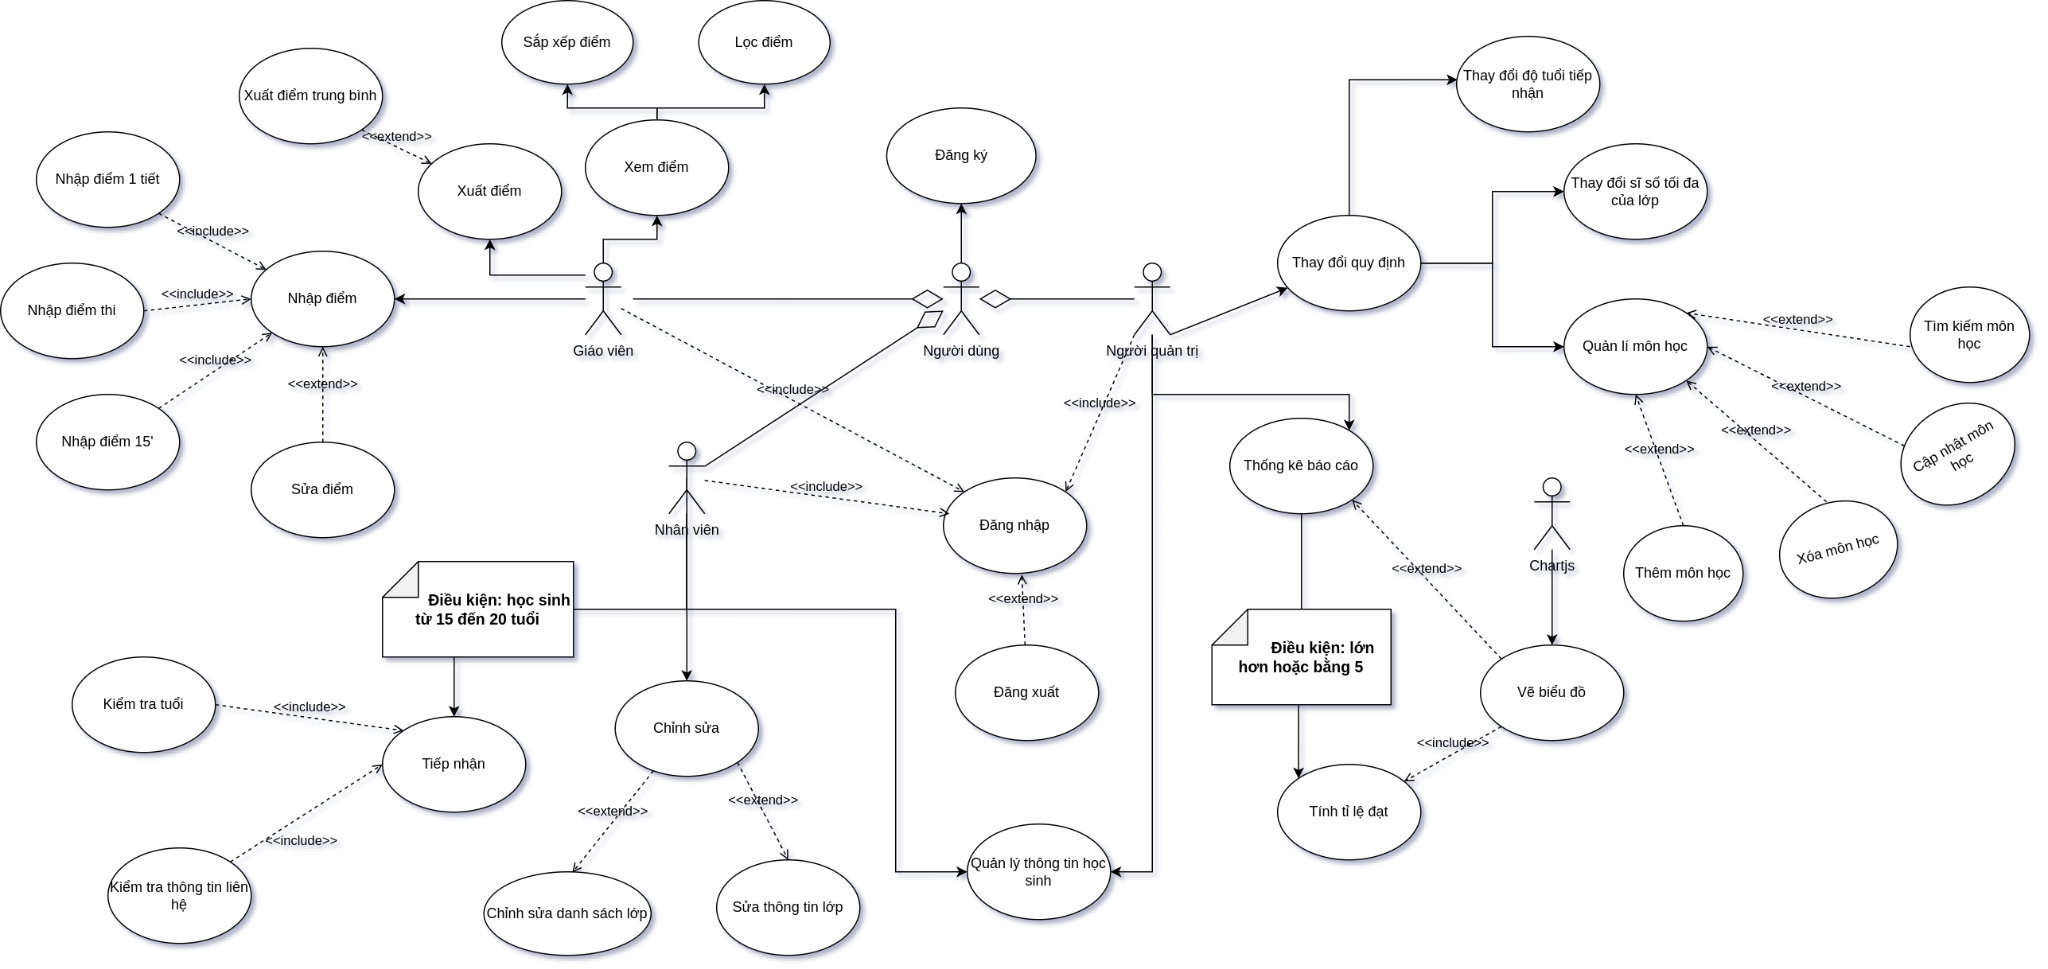 Sắp xếp điểm
Lọc điểm
Thay đổi độ tuổi tiếp
nhận
Xuất điểm trung bình
<<extend>>
Đăng ký
Xem điểm
Nhập điểm 1 tiết
Xuất điểm
Thay đổi sĩ số tối đa
của lớp
<<include>>
Thay đổi quy định
Nhập điểm thi
<<include>>
Nhập điểm
Giáo viên
Người dùng
Người quản trị
Quản lí môn học
<<extend>>
Tìm kiếm môn
học
<<include>>
<<extend>>
<<include>>
<<include>>
<<extend>>
Nhập điểm 15'
<<extend>>
<<extend>>
Cập nhật môn
học
Thống kê báo cáo
Sửa điểm
<<include>>
Nhân viên
Đăng nhập
Xóa môn học
Chartjs
Thêm môn học
<<extend>>
<<extend>>
Điều kiện: học sinh
từ 15 đến 20 tuổi
Điều kiện: lớn
hơn hoặc bằng 5
Kiểm tra tuổi
<<include>>
Đăng xuất
Vẽ biểu đồ
Chỉnh sửa
<<include>>
Tiếp nhận
<<extend>>
<<extend>>
Tính tỉ lệ đạt
<<include>>
Kiểm tra thông tin liên
hệ
Quản lý thông tin học
sinh
Chỉnh sửa danh sách lớp
Sửa thông tin lớp